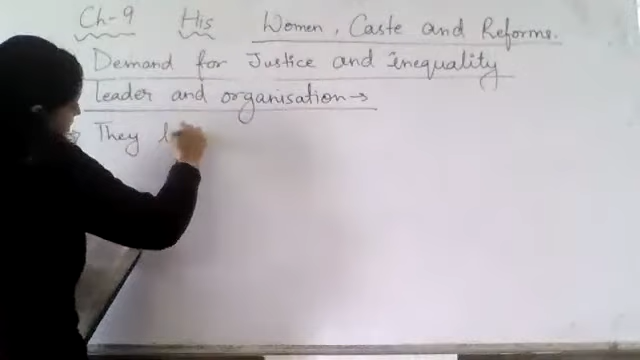 Ch-9 His Women, Caste and Reforms.
Demand for Justice and Inequality
Leader and organisation→
They